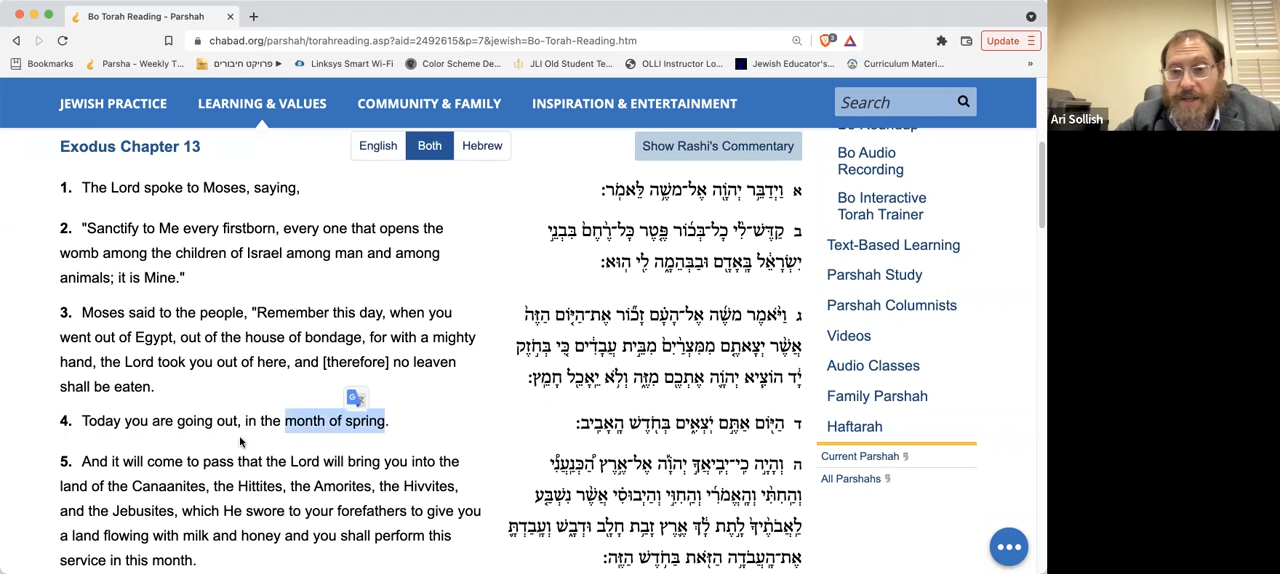 Bo Torah Reading - Parshah
chabad.org/parshah/torahreading.asp?aid=2492615&p=7&jewish=Bo-Torah-Reading.htm
3
Update
Bookmarks
Parsha - Weekly T...
פרויקט חיבורים
Linksys Smart Wi-Fi
Color Scheme De...
JLI Old Student Te...
OLLI Instructor Lo...
Jewish Educator's...
Curriculum Materi...
»
JEWISH PRACTICE
LEARNING & VALUES
COMMUNITY & FAMILY
INSPIRATION & ENTERTAINMENT
Search
Ari Sollish
Exodus Chapter 13
English
Both
Hebrew
Show Rashi's Commentary
1. The Lord spoke to Moses, saying,
א וַיְדַבֵּ֥ר יְהֹוָ֖ה אֶל־משֶׁ֥ה לֵּאמֹֽר:
2. "Sanctify to Me every firstborn, every one that opens the
womb among the children of Israel among man and among
animals; it is Mine."
ב קַדֶּשׁ־לִ֨י כָל־בְּכ֜וֹר פֶּ֤טֶר כָּל־רֶ֨חֶם֙ בִּבְנֵ֣י
יִשְׂרָאֵ֔ל בָּֽאָדָ֖ם וּבַבְּהֵמָ֑ה לִ֖י הֽוּא:
3. Moses said to the people, "Remember this day, when you
went out of Egypt, out of the house of bondage, for with a mighty
hand, the Lord took you out of here, and [therefore] no leaven
shall be eaten.
ג וַיֹּ֨אמֶר משֶׁ֜ה אֶל־הָעָ֗ם זָכ֞וֹר אֶת־הַיּ֤וֹם הַזֶּה֙
אֲשֶׁ֨ר יְצָאתֶ֤ם מִמִּצְרַ֨יִם֙ מִבֵּ֣ית עֲבָדִ֔ים כִּ֚י בְּחֹ֣זֶק
יָ֔ד הוֹצִ֧יא יְהֹוָ֛ה אֶתְכֶ֖ם מִזֶּ֑ה וְלֹ֥א יֵֽאָכֵ֖ל חָמֵֽץ:
4. Today you are going out, in the month of spring.
ד הַיּ֖וֹם אַתֶּ֣ם יֹֽצְאִ֑ים בְּחֹ֖דֶשׁ הָֽאָבִֽיב:
5. And it will come to pass that the Lord will bring you into the
land of the Canaanites, the Hittites, the Amorites, the Hivvites,
and the Jebusites, which He swore to your forefathers to give you
a land flowing with milk and honey and you shall perform this
service in this month.
ה וְהָיָ֣ה כִֽי־יְבִֽיאֲךָ֣ יְהֹוָ֡ה אֶל־אֶ֣רֶץ הַ֠כְּנַֽעֲנִ֠י
וְהַֽחִתִּ֨י וְהָֽאֱמֹרִ֜י וְהַֽחִוִּ֣י וְהַיְבוּסִ֗י אֲשֶׁ֨ר נִשְׁבַּ֤ע
לַֽאֲבֹתֶ֨יךָ֙ לָ֣תֶת לָ֔ךְ אֶ֛רֶץ זָבַ֥ת חָלָ֖ב וּדְבָ֑שׁ וְעָֽבַדְתָּ֛
אֶת־הָֽעֲבֹדָ֥ה הַזֹּ֖את בַּחֹ֥דֶשׁ הַזֶּֽה:
Bo Roundup
Bo Audio
Recording
Bo Interactive
Torah Trainer
Text-Based Learning
Parshah Study
Parshah Columnists
Videos
Audio Classes
Family Parshah
Haftarah
Current Parshah
All Parshahs